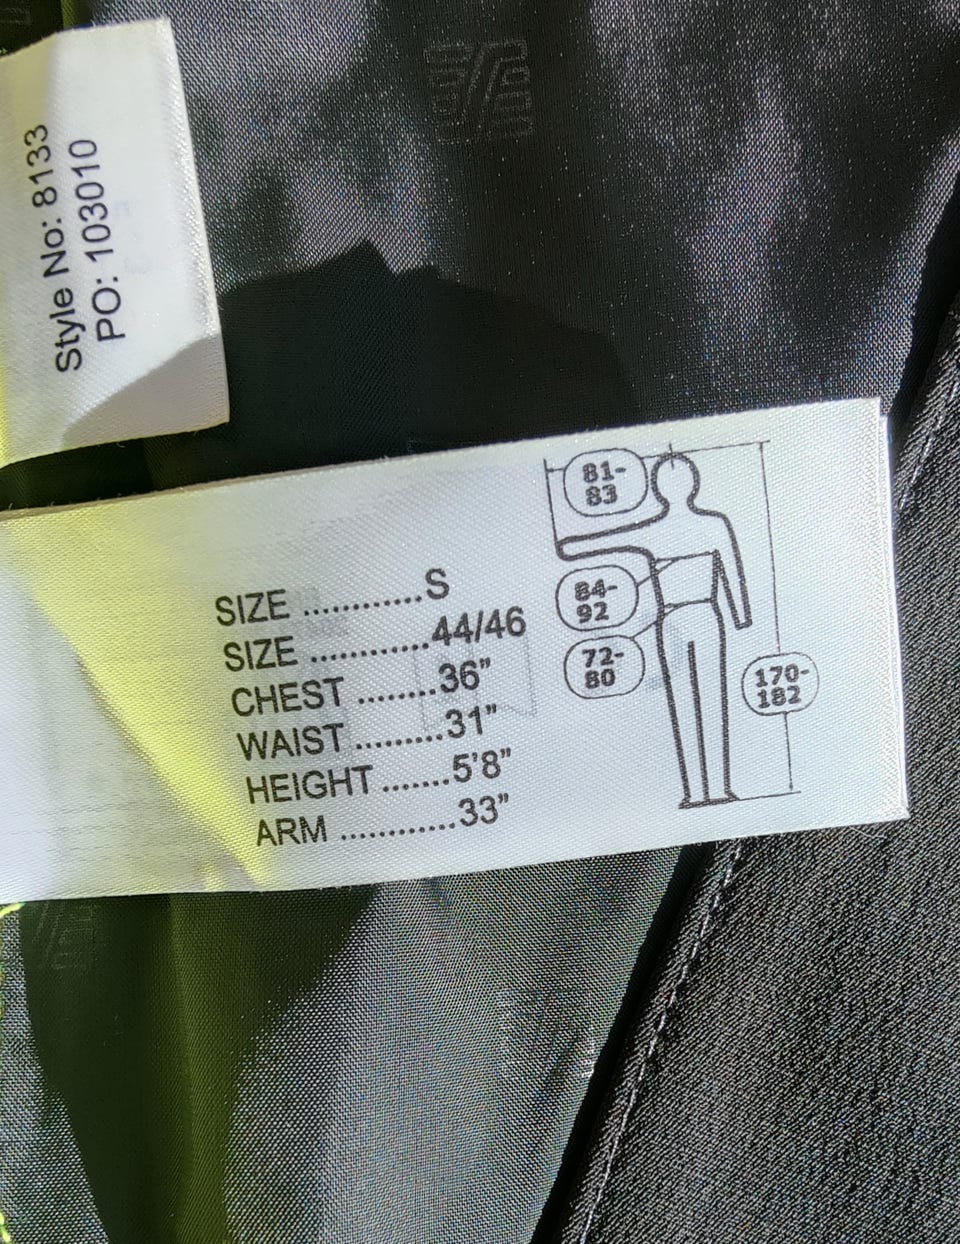 Style No: 8133
PO: 103010
SIZE ............S
SIZE ............44/46
CHEST ........36”
WAIST .........31”
HEIGHT .......5’8”
ARM ............33”
81-
83
84-
92
72-
80
170-
182